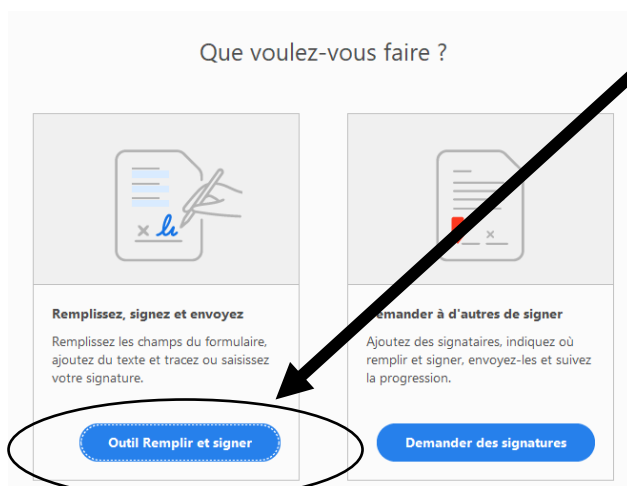 Que voulez-vous faire ?
Remplissez, signez et envoyez
Remplissez les champs du formulaire,
ajoutez du texte et tracez ou saisissez
votre signature.
Outil Remplir et signer
Demander à d'autres de signer
Ajoutez des signataires, indiquez où
remplir et signer, envoyez-les et suivez
la progression.
Demander des signatures